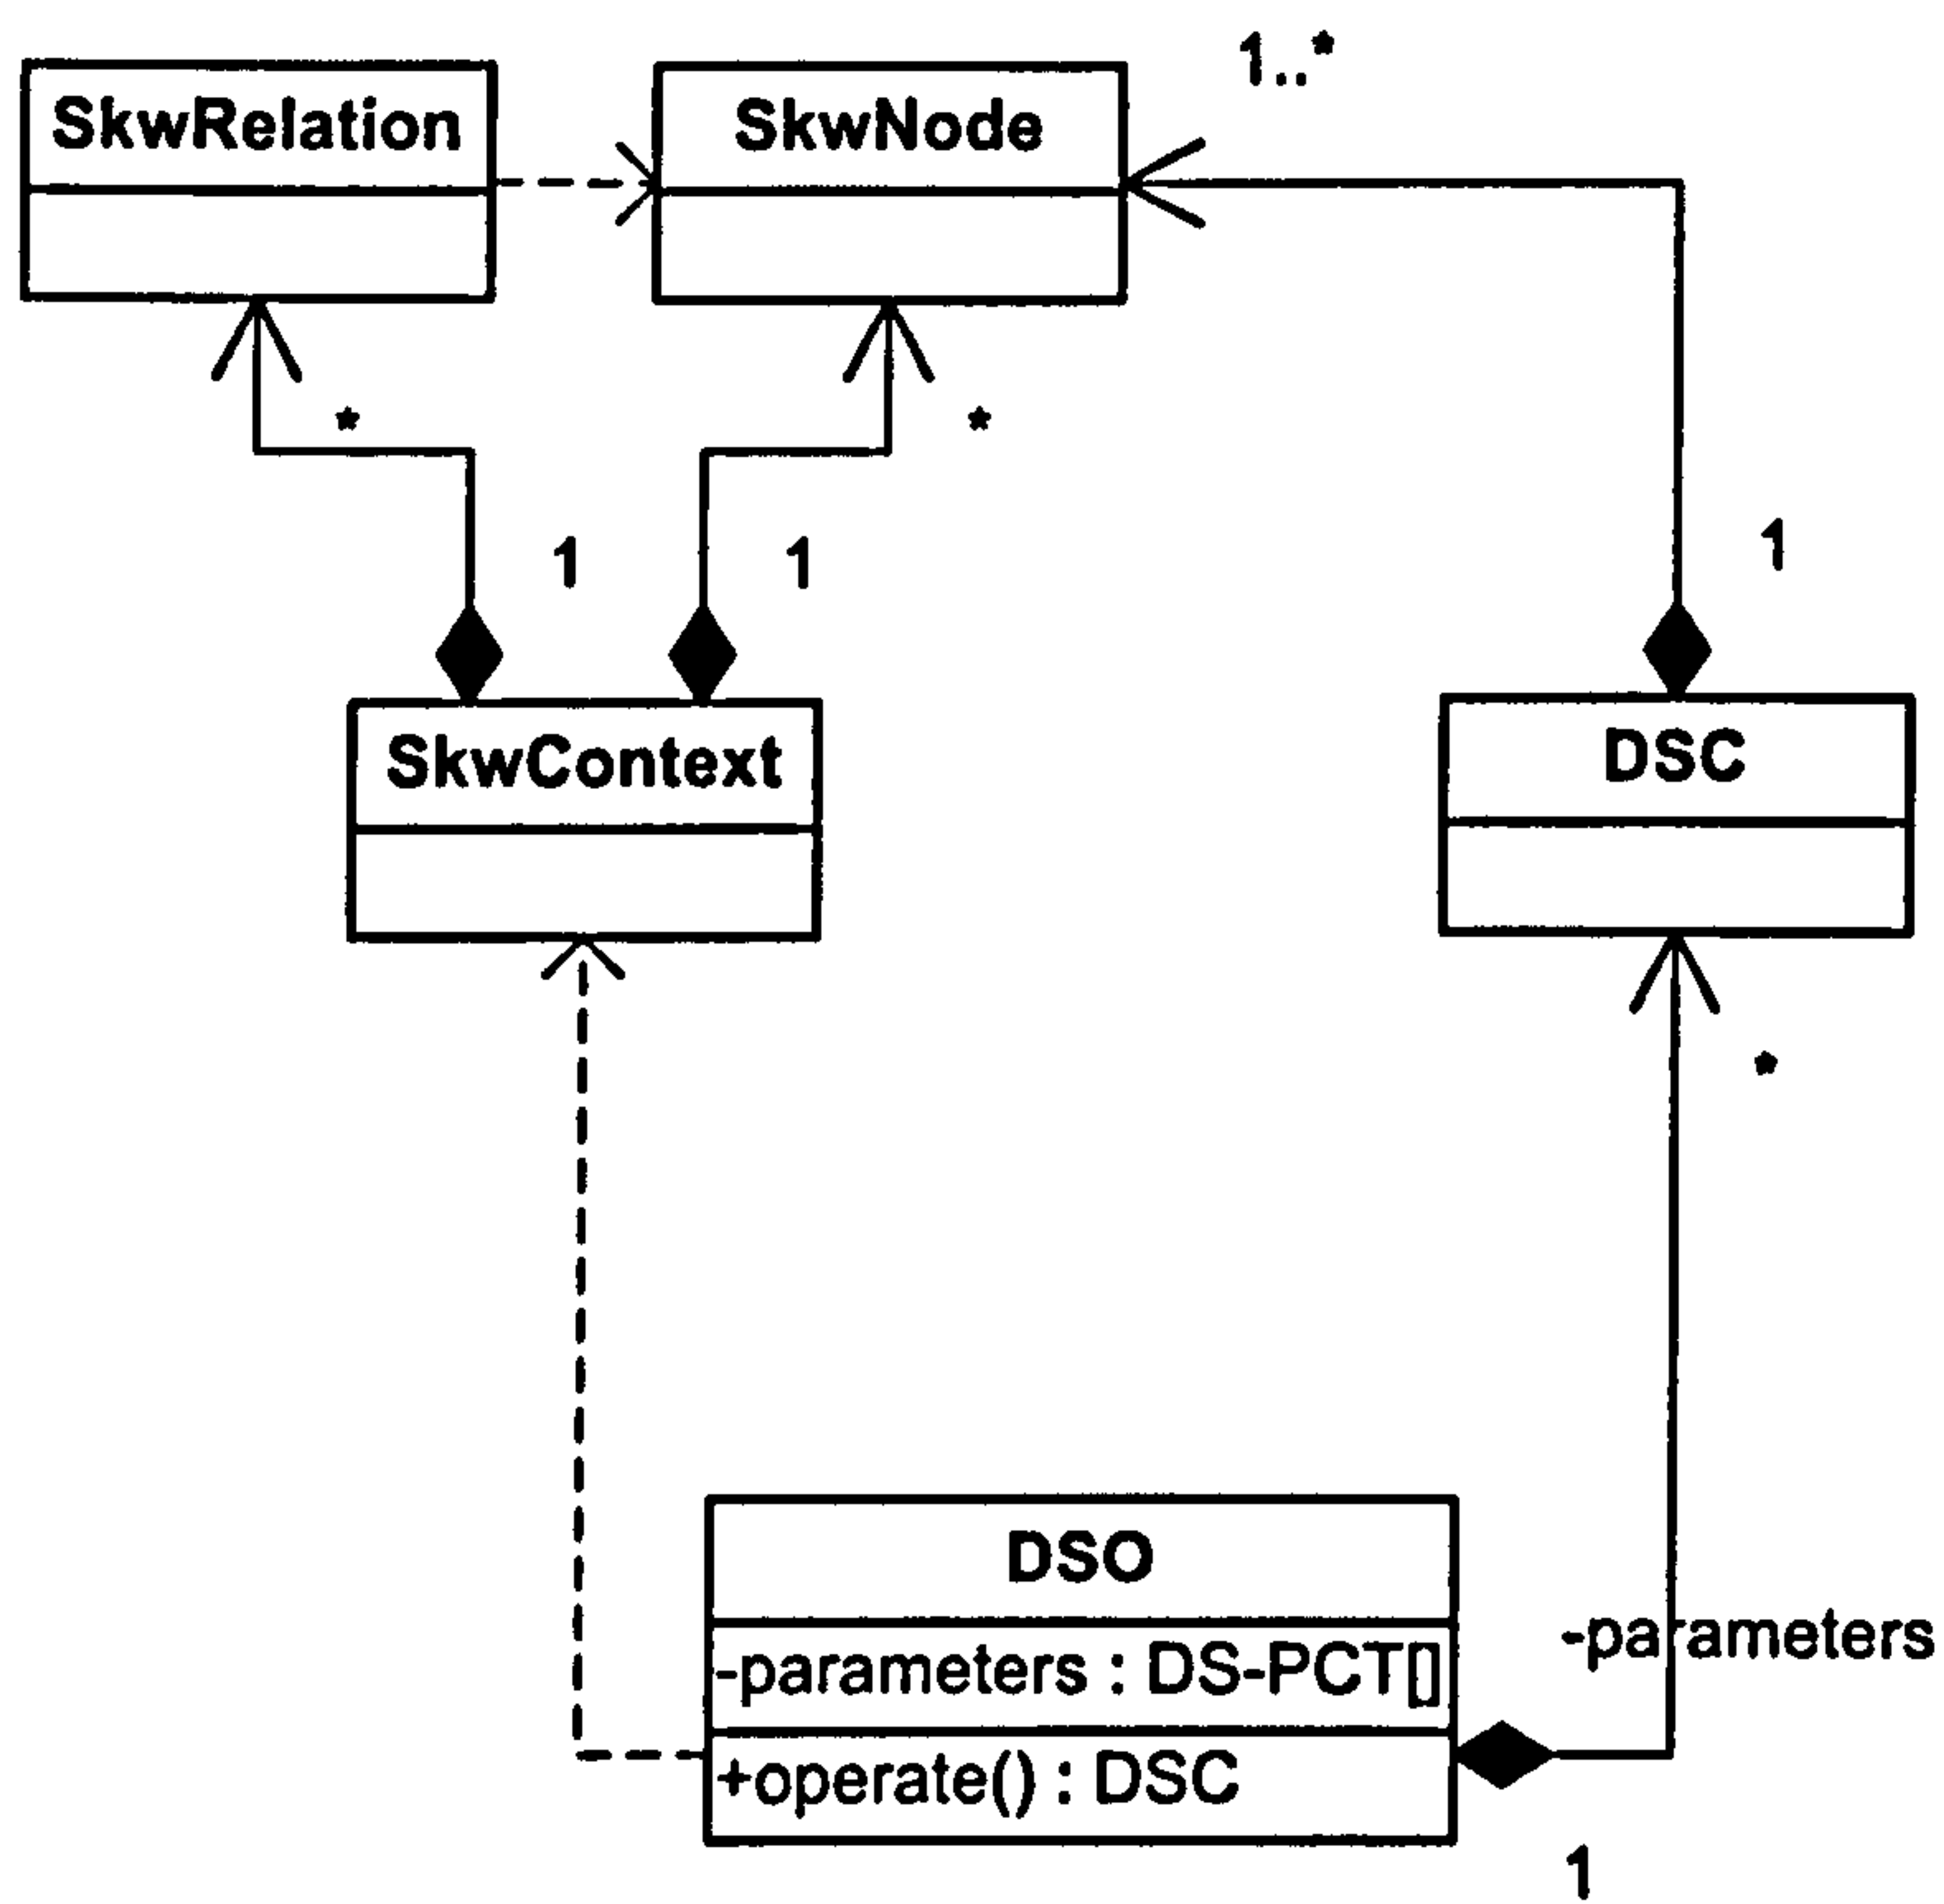 1..*
SkwRelation
SkwNode
*
*
1
1
1
SkwContext
DSC
*
DSO
-parameters
-parameters : DS-PCT[]
+operate() : DSC
1